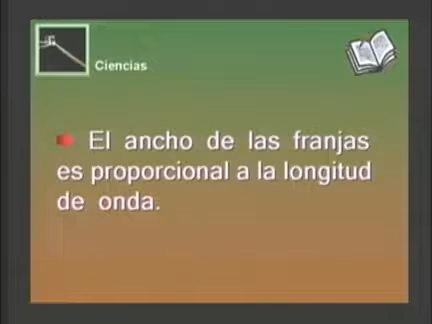 Ciencias
El ancho de las franjas
es proporcional a la longitud
de onda.